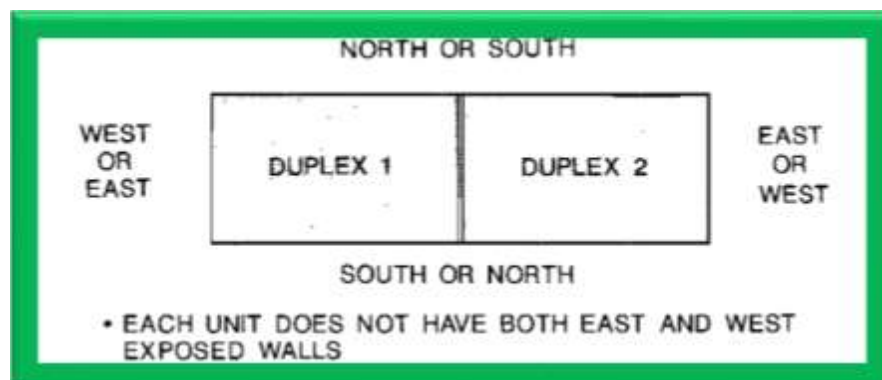 NORTH OR SOUTH
WEST
OR
EAST
DUPLEX 1
DUPLEX 2
EAST
OR
WEST
SOUTH OR NORTH
• EACH UNIT DOES NOT HAVE BOTH EAST AND WEST
EXPOSED WALLS